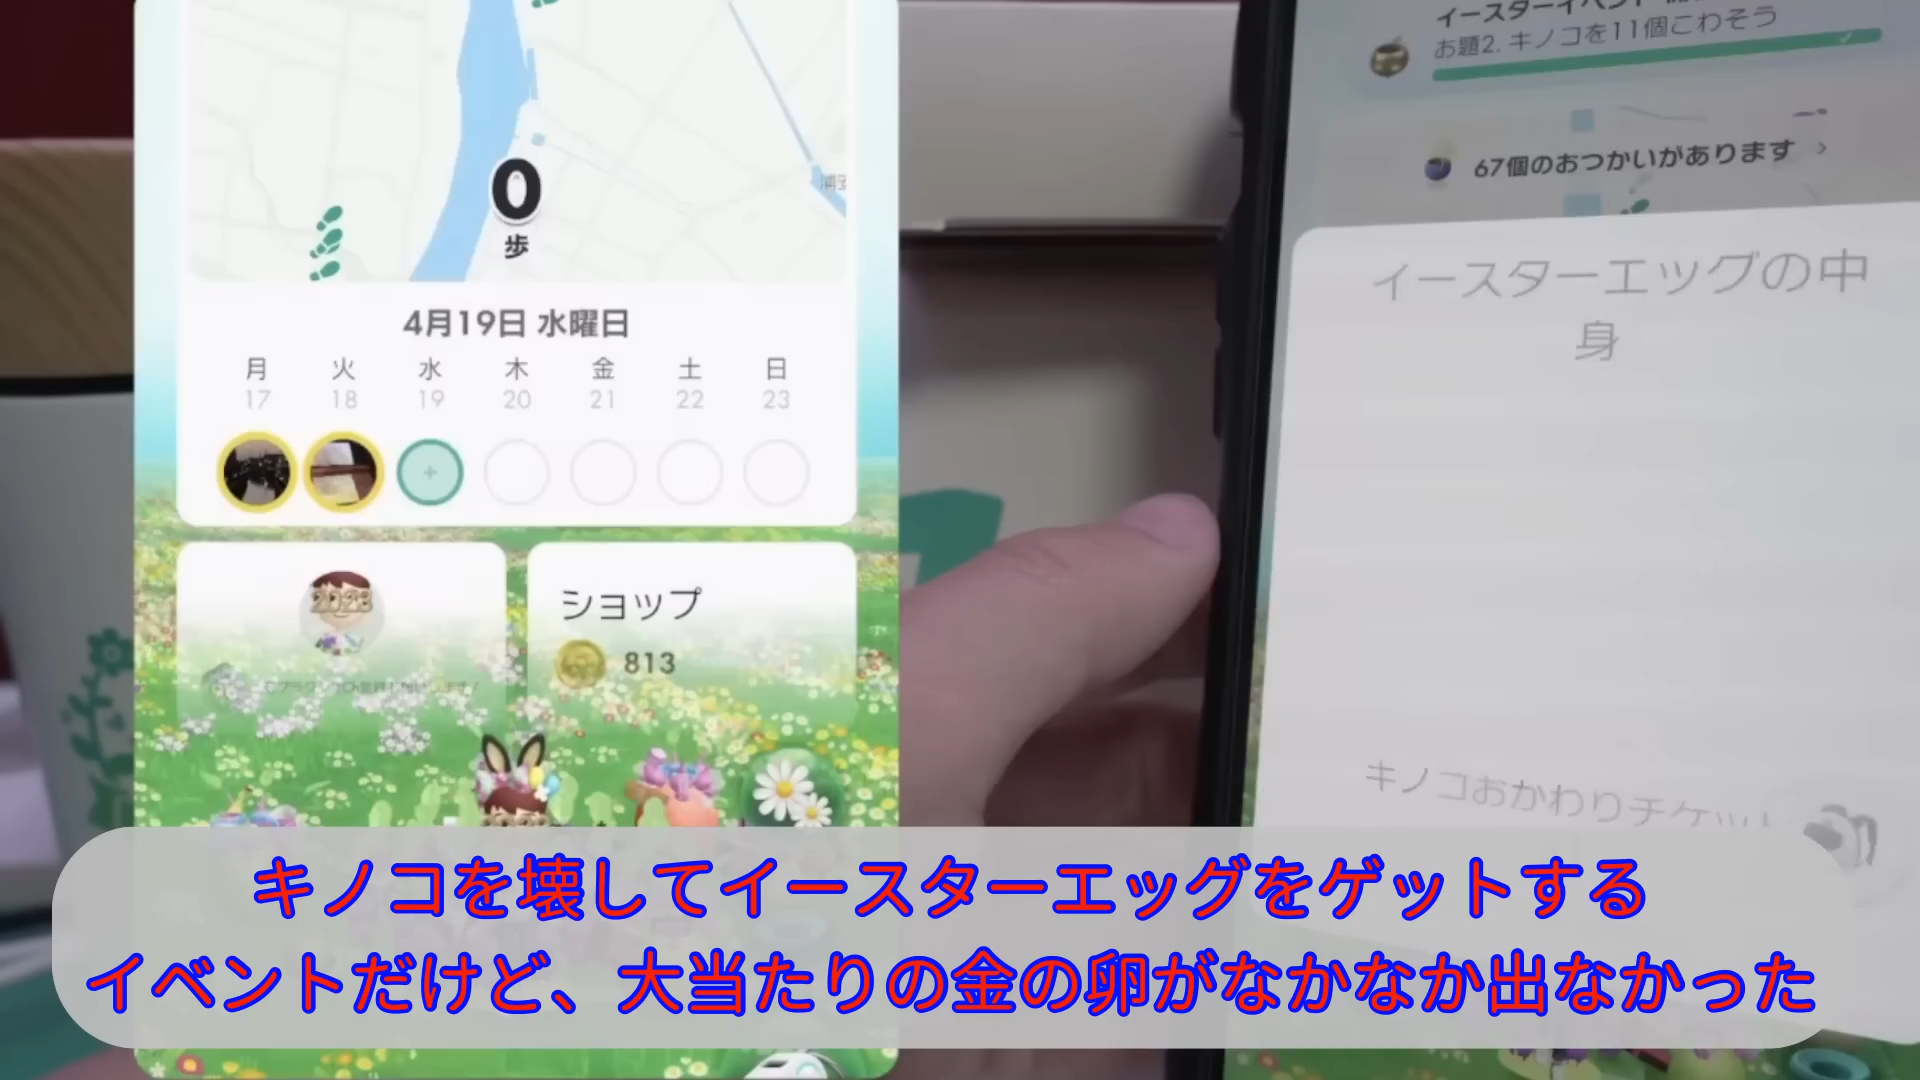 0
歩
4月19日 水曜日
月 火 水 木 金 土 日
17 18 19 20 21 22 23
2023
ショップ
813
イースターイベント
お題2. キノコを11個こわそう
67個のおつかいがあります
イースターエッグの中
身
キノコおかわりチケット
キノコを壊してイースターエッグをゲットする
イベントだけど、大当たりの金の卵がなかなか出なかった